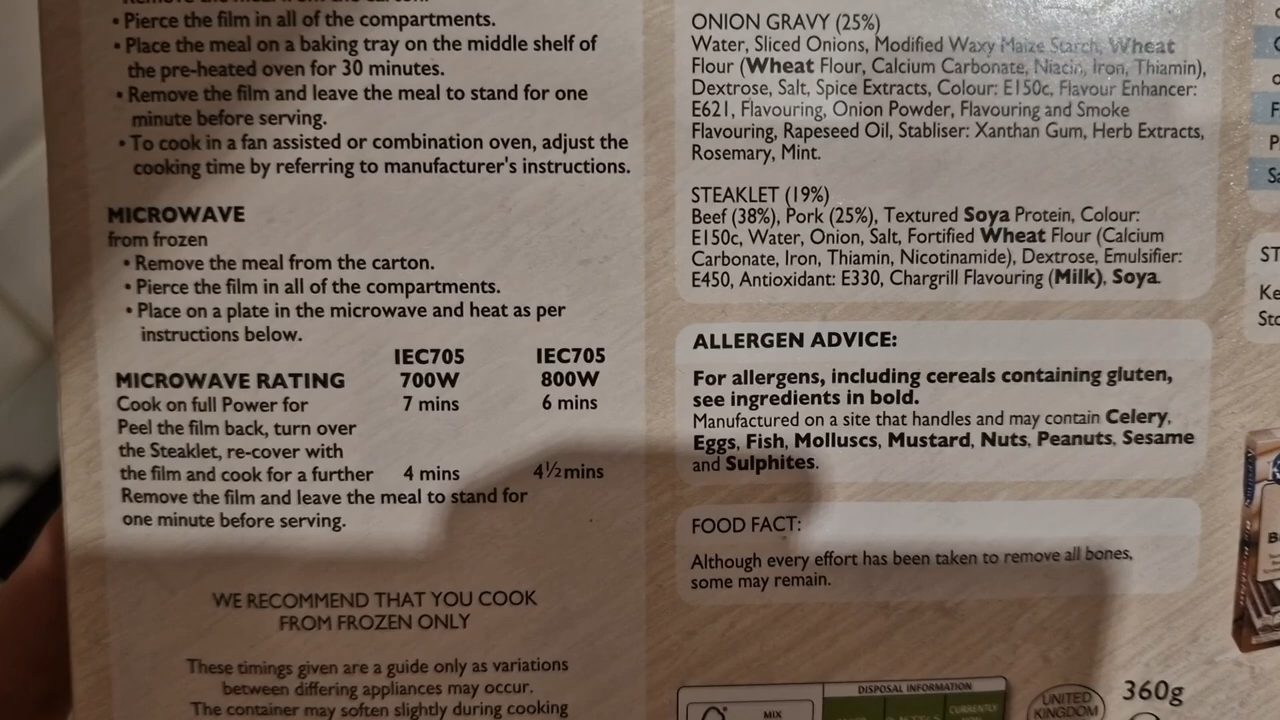 • Pierce the film in all of the compartments.
• Place the meal on a baking tray on the middle shelf of
the pre-heated oven for 30 minutes.
• Remove the film and leave the meal to stand for one
minute before serving.
• To cook in a fan assisted or combination oven, adjust the
cooking time by referring to manufacturer's instructions.
MICROWAVE
from frozen
• Remove the meal from the carton.
• Pierce the film in all of the compartments.
• Place on a plate in the microwave and heat as per
instructions below.
IEC705 IEC705
MICROWAVE RATING 700W 800W
Cook on full Power for 7 mins 6 mins
Peel the film back, turn over
the Steaklet, re-cover with
the film and cook for a further 4 mins 4½mins
Remove the film and leave the meal to stand for
one minute before serving.
WE RECOMMEND THAT YOU COOK
FROM FROZEN ONLY
These timings given are a guide only as variations
between differing appliances may occur.
The container may soften slightly during cooking
ONION GRAVY (25%)
Water, Sliced Onions, Modified Waxy Maize Starch, Wheat
Flour (Wheat Flour, Calcium Carbonate, Niacin, Iron, Thiamin),
Dextrose, Salt, Spice Extracts, Colour: E150c, Flavour Enhancer:
E621, Flavouring, Onion Powder, Flavouring and Smoke
Flavouring, Rapeseed Oil, Stabliser: Xanthan Gum, Herb Extracts,
Rosemary, Mint.
STEAKLET (19%)
Beef (38%), Pork (25%), Textured Soya Protein, Colour:
E150c, Water, Onion, Salt, Fortified Wheat Flour (Calcium
Carbonate, Iron, Thiamin, Nicotinamide), Dextrose, Emulsifier:
E450, Antioxidant: E330, Chargrill Flavouring (Milk), Soya.
ALLERGEN ADVICE:
For allergens, including cereals containing gluten,
see ingredients in bold.
Manufactured on a site that handles and may contain Celery,
Eggs, Fish, Molluscs, Mustard, Nuts, Peanuts, Sesame
and Sulphites.
FOOD FACT:
Although every effort has been taken to remove all bones,
some may remain.
DISPOSAL INFORMATION
MIX
CURRENTLY
UNITED
KINGDOM
360g